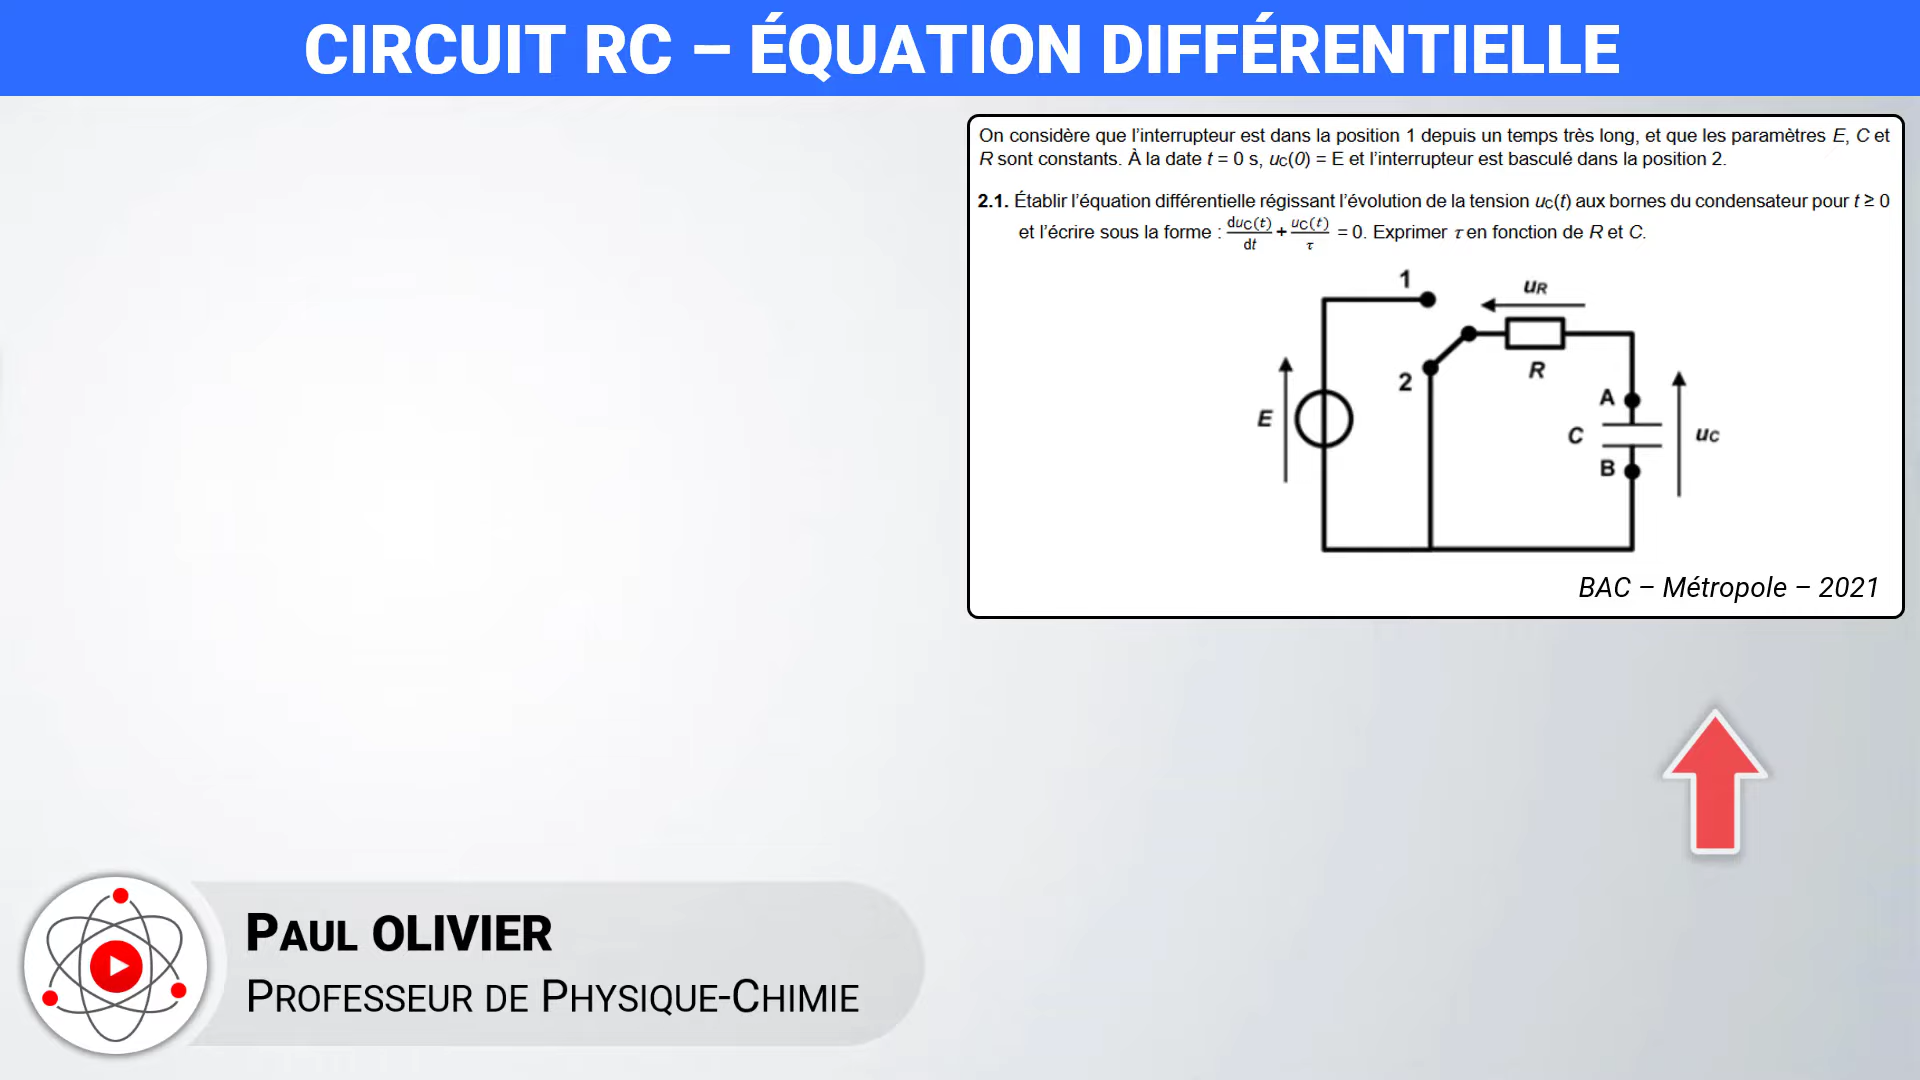 CIRCUIT RC – ÉQUATION DIFFÉRENTIELLE
On considère que l’interrupteur est dans la position 1 depuis un temps très long, et que les paramètres E, C et
R sont constants. À la date t = 0 s, uC(0) = E et l’interrupteur est basculé dans la position 2.
2.1. Établir l’équation différentielle régissant l’évolution de la tension uC(t) aux bornes du condensateur pour t ≥ 0
et l’écrire sous la forme : duC(t)/dt + uC(t)/τ = 0. Exprimer τ en fonction de R et C.
1
uR
2
R
E
A
C
uC
B
BAC – Métropole – 2021
PAUL OLIVIER
PROFESSEUR DE PHYSIQUE-CHIMIE